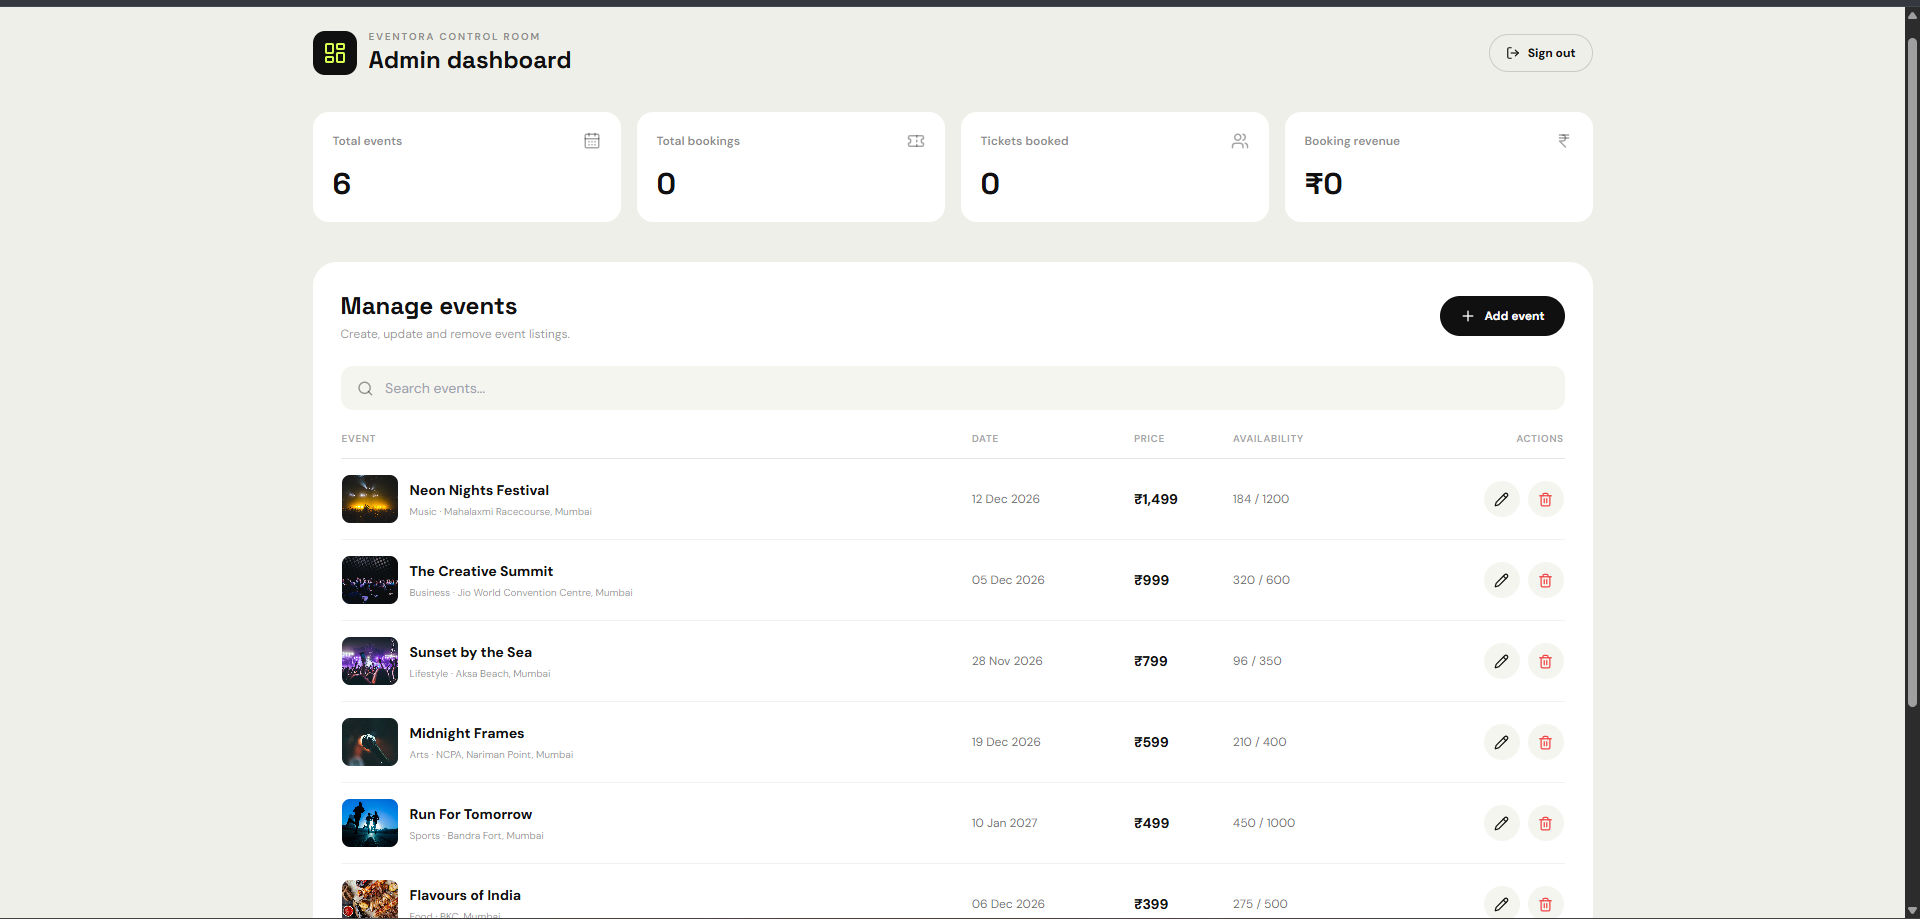 EVENTORA CONTROL ROOM
Admin dashboard
Sign out
Total events
6
Total bookings
0
Tickets booked
0
Booking revenue
₹0
Manage events
Create, update and remove event listings.
Add event
Search events...
EVENT DATE PRICE AVAILABILITY ACTIONS
Neon Nights Festival
Music · Mahalaxmi Racecourse, Mumbai
12 Dec 2026 ₹1,499 184 / 1200
The Creative Summit
Business · Jio World Convention Centre, Mumbai
05 Dec 2026 ₹999 320 / 600
Sunset by the Sea
Lifestyle · Aksa Beach, Mumbai
28 Nov 2026 ₹799 96 / 350
Midnight Frames
Arts · NCPA, Nariman Point, Mumbai
19 Dec 2026 ₹599 210 / 400
Run For Tomorrow
Sports · Bandra Fort, Mumbai
10 Jan 2027 ₹499 450 / 1000
Flavours of India
Food · BKC, Mumbai
06 Dec 2026 ₹399 275 / 500